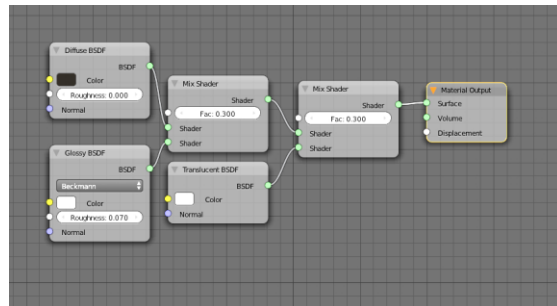 Diffuse BSDF
BSDF
Color
Roughness: 0.000
Normal
Glossy BSDF
BSDF
Beckmann
Color
Roughness: 0.070
Normal
Mix Shader
Shader
Fac: 0.300
Shader
Shader
Translucent BSDF
BSDF
Color
Normal
Mix Shader
Shader
Fac: 0.300
Shader
Shader
Material Output
Surface
Volume
Displacement